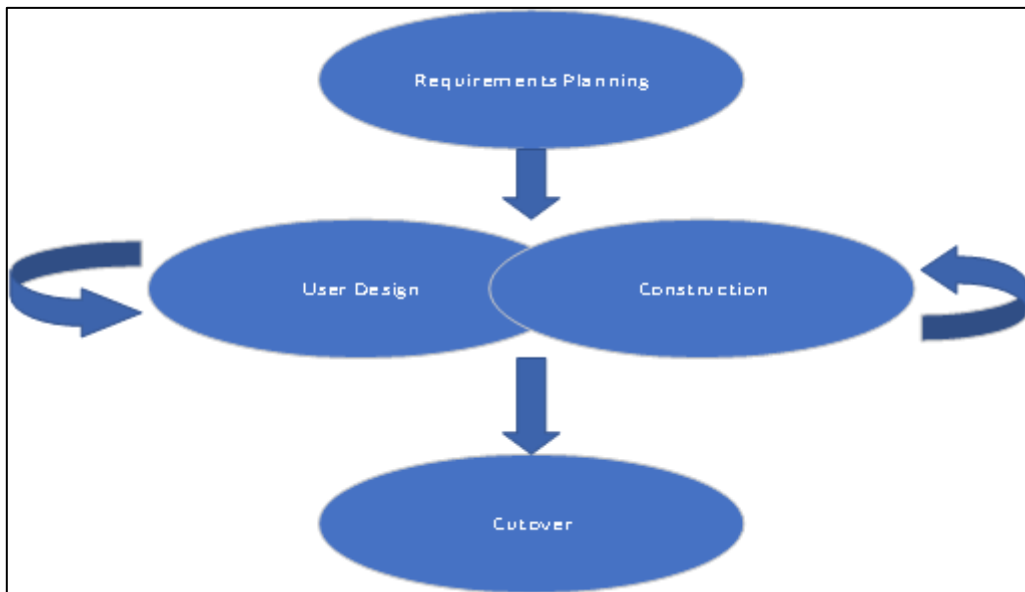 Requirements Planning
User Design
Construction
Cutover